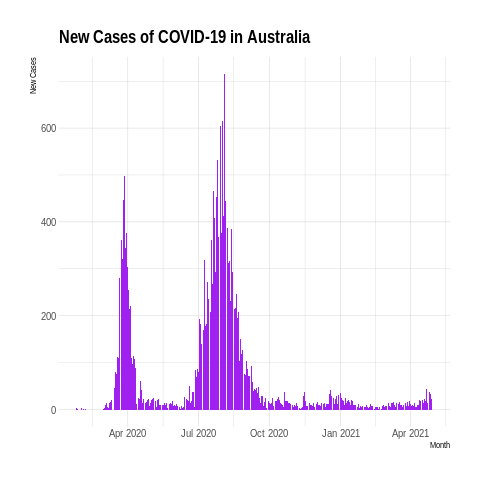 New Cases of COVID-19 in Australia
New Cases
600
400
200
0
Apr 2020 Jul 2020 Oct 2020 Jan 2021 Apr 2021
Month